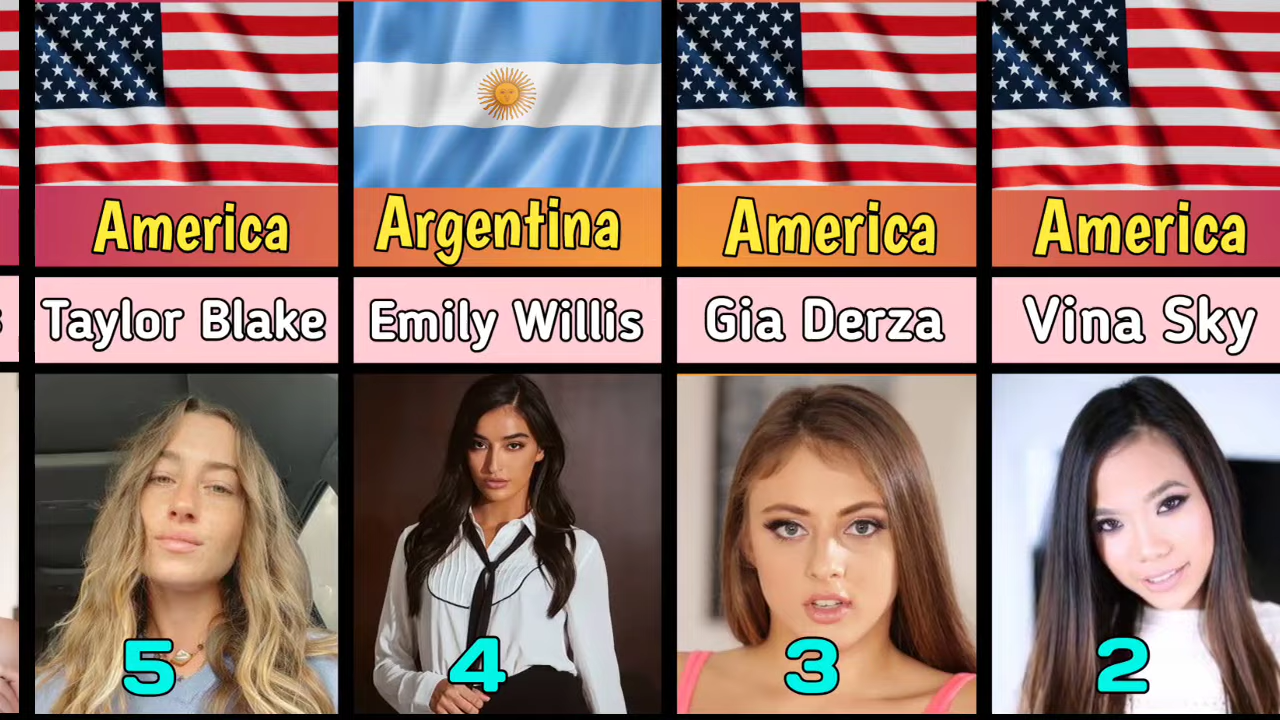 America
Argentina
America
America
Taylor Blake
Emily Willis
Gia Derza
Vina Sky
5
4
3
2